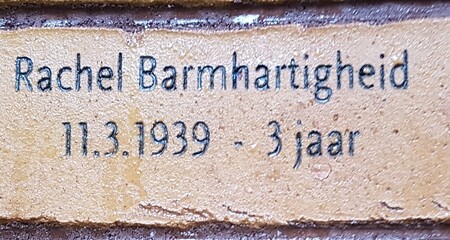 Rachel Barmhartigheid
11.3.1939 - 3 jaar